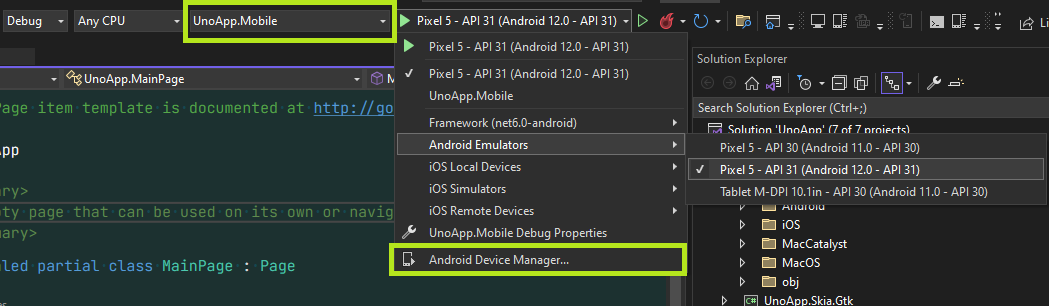 Debug
Any CPU
UnoApp.Mobile
Pixel 5 - API 31 (Android 12.0 - API 31)
Pixel 5 - API 31 (Android 12.0 - API 31)
Pixel 5 - API 31 (Android 12.0 - API 31)
UnoApp.Mobile
Framework (net6.0-android)
Android Emulators
iOS Local Devices
iOS Simulators
iOS Remote Devices
UnoApp.Mobile Debug Properties
Android Device Manager...
Pixel 5 - API 30 (Android 11.0 - API 30)
Pixel 5 - API 31 (Android 12.0 - API 31)
Tablet M-DPI 10.1in - API 30 (Android 11.0 - API 30)
UnoApp.MainPage
M
Page item template is documented at http://go
App
mary>
pty page that can be used on its own or navig
mary>
aled partial class MainPage : Page
Live
Solution Explorer
Search Solution Explorer (Ctrl+;)
Solution 'UnoApp' (7 of 7 projects)
Android
iOS
MacCatalyst
MacOS
obj
UnoApp.Skia.Gtk